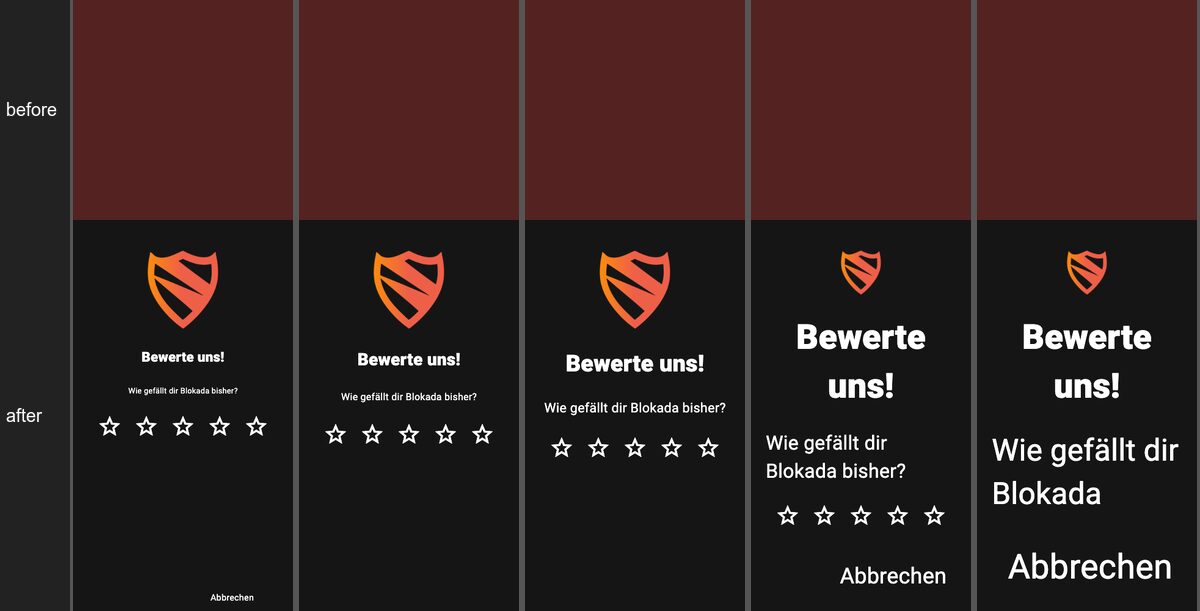 before
after
Bewerte uns!
Wie gefällt dir Blokada bisher?
Abbrechen
Bewerte uns!
Wie gefällt dir Blokada bisher?
Bewerte uns!
Wie gefällt dir Blokada bisher?
Bewerte
uns!
Wie gefällt dir
Blokada bisher?
Abbrechen
Bewerte
uns!
Wie gefällt dir
Blokada
Abbrechen